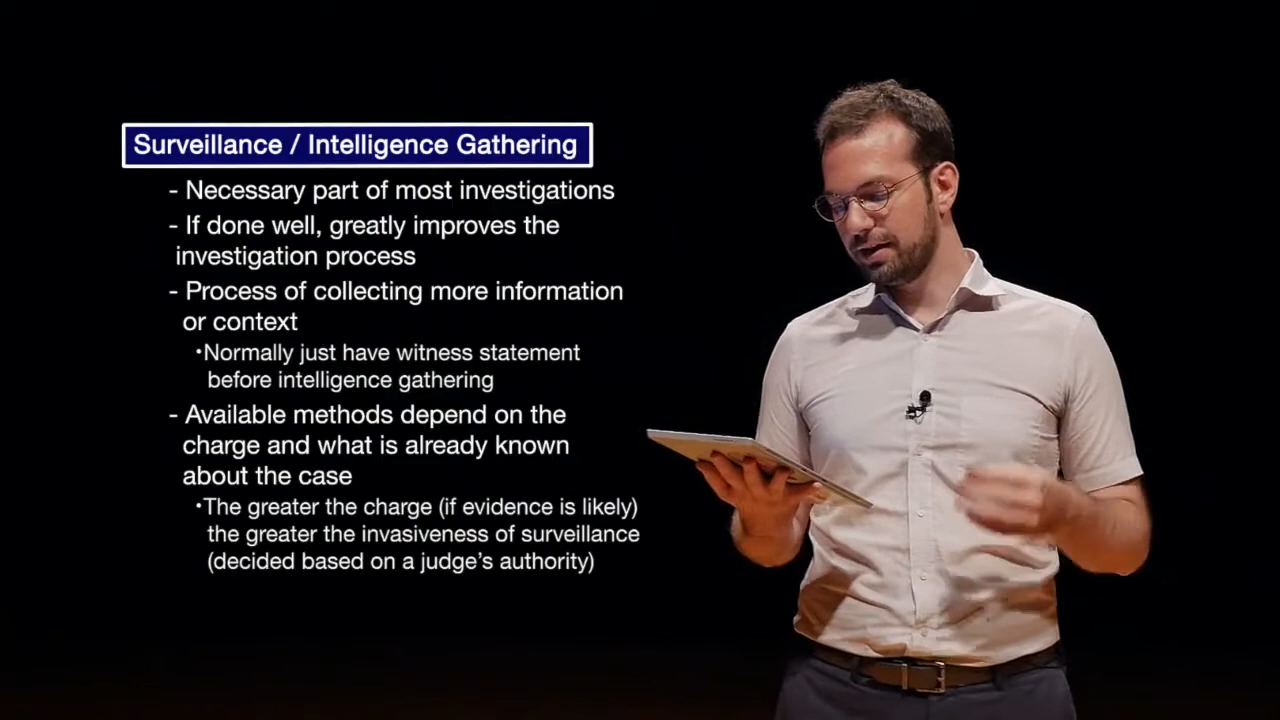 Surveillance / Intelligence Gathering
- Necessary part of most investigations
- If done well, greatly improves the
investigation process
- Process of collecting more information
or context
•Normally just have witness statement
before intelligence gathering
- Available methods depend on the
charge and what is already known
about the case
•The greater the charge (if evidence is likely)
the greater the invasiveness of surveillance
(decided based on a judge's authority)